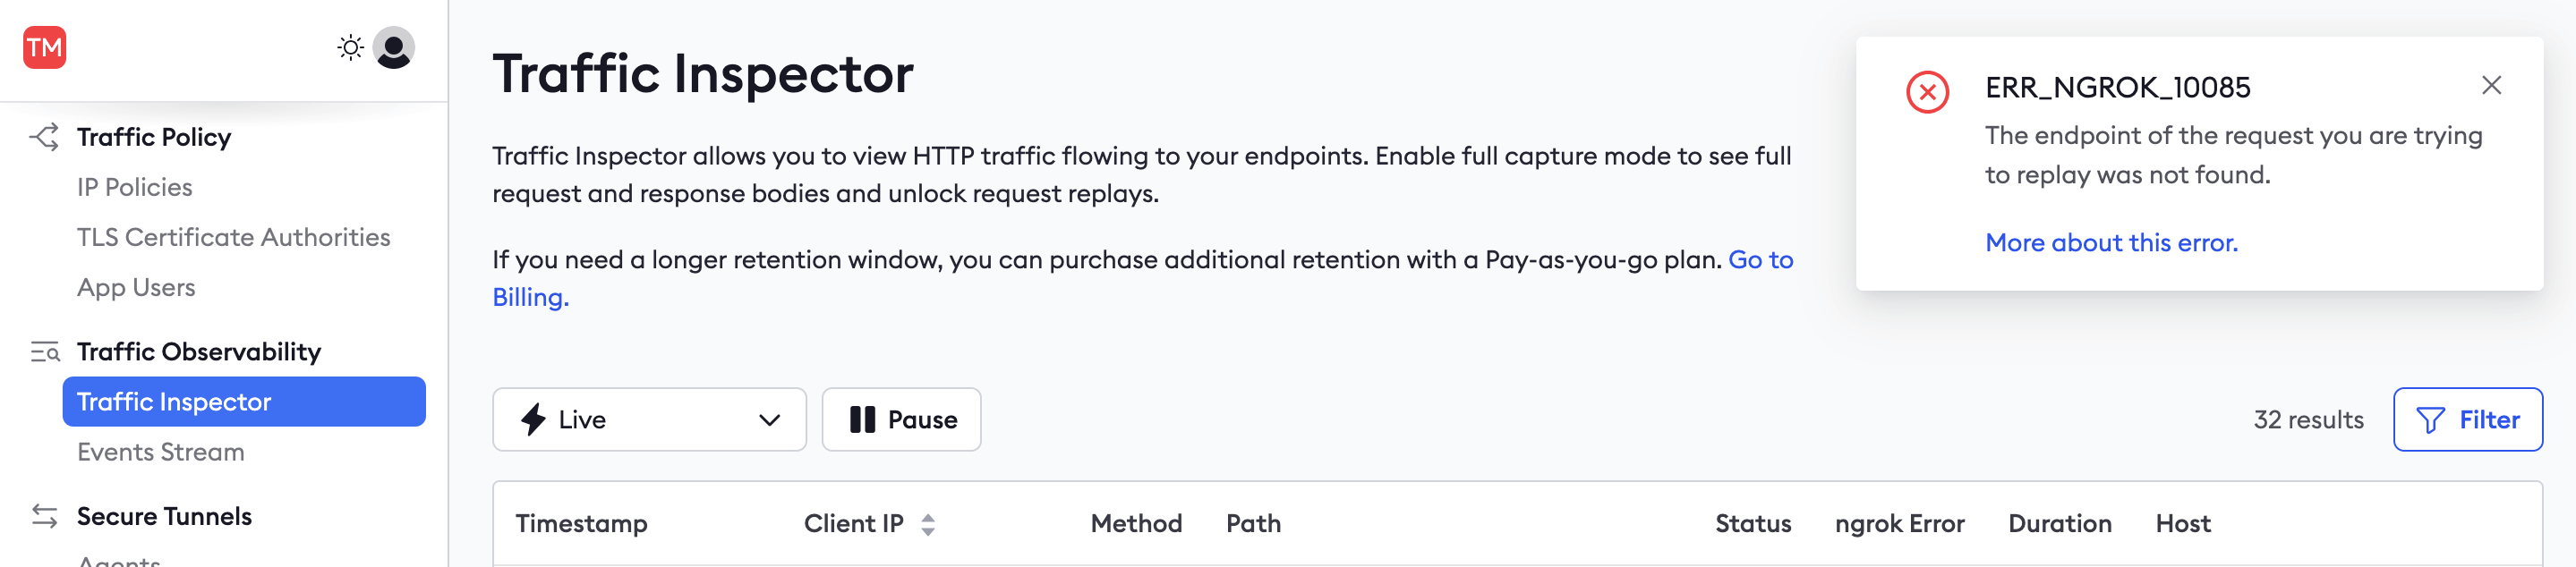 TM
Traffic Policy
IP Policies
TLS Certificate Authorities
App Users
Traffic Observability
Traffic Inspector
Events Stream
Secure Tunnels
Agents
Traffic Inspector
Traffic Inspector allows you to view HTTP traffic flowing to your endpoints. Enable full capture mode to see full
request and response bodies and unlock request replays.
If you need a longer retention window, you can purchase additional retention with a Pay-as-you-go plan. Go to
Billing.
ERR_NGROK_10085
The endpoint of the request you are trying
to replay was not found.
More about this error.
Live
Pause
32 results
Filter
Timestamp Client IP Method Path Status ngrok Error Duration Host